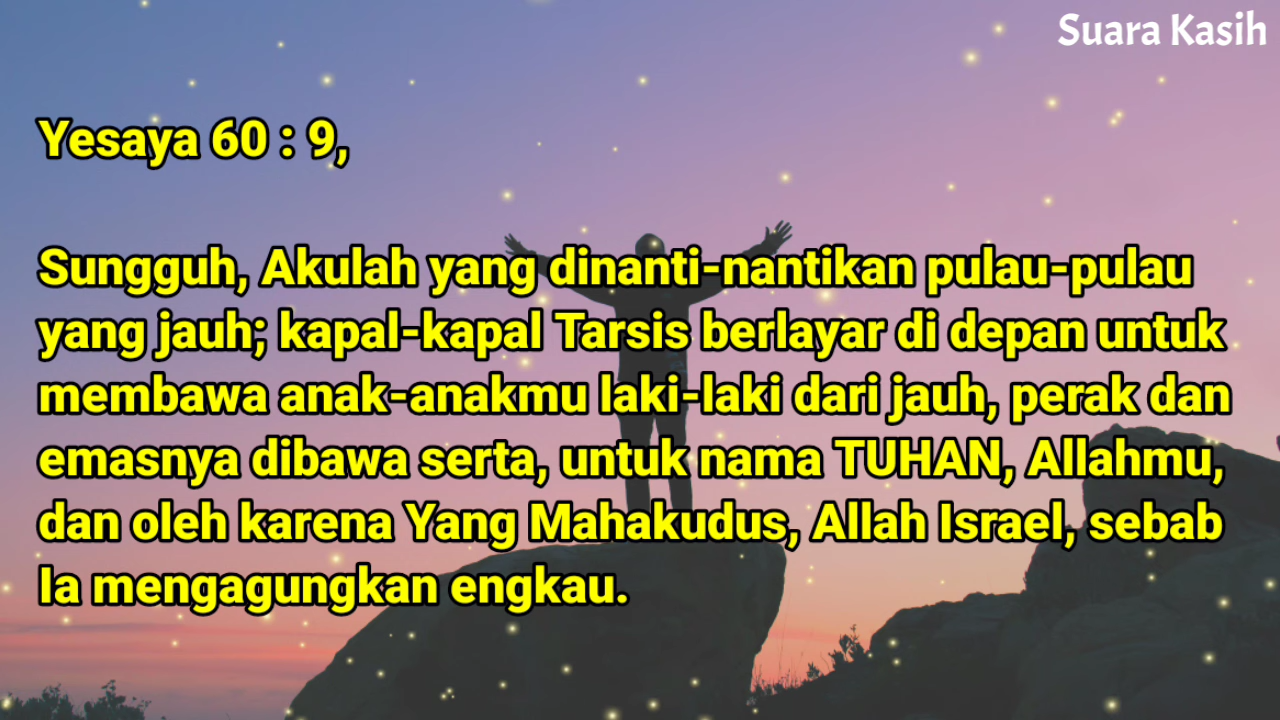 Suara Kasih
Yesaya 60 : 9,
Sungguh, Akulah yang dinanti-nantikan pulau-pulau
yang jauh; kapal-kapal Tarsis berlayar di depan untuk
membawa anak-anakmu laki-laki dari jauh, perak dan
emasnya dibawa serta, untuk nama TUHAN, Allahmu,
dan oleh karena Yang Mahakudus, Allah Israel, sebab
Ia mengagungkan engkau.